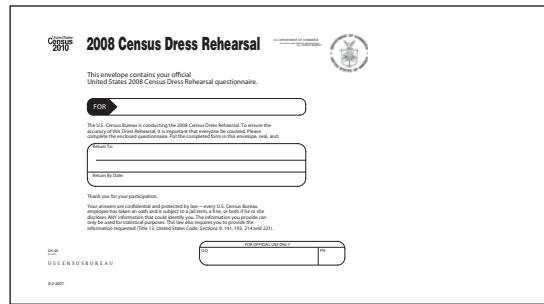 United States
Census
2010
2008 Census Dress Rehearsal
U.S. DEPARTMENT OF COMMERCE
This envelope contains your official
United States 2008 Census Dress Rehearsal questionnaire.
FOR
The U.S. Census Bureau is conducting the 2008 Census Dress Rehearsal. To ensure the
accuracy of this Dress Rehearsal, it is important that everyone be counted. Please
complete the enclosed questionnaire. Put the completed form in this envelope, seal, and:
Return To:
Return By Date:
Thank you for your participation.
Your answers are confidential and protected by law—every U.S. Census Bureau
employee has taken an oath and is subject to a jail term, a fine, or both if he or she
discloses ANY information that could identify you. The information you provide can
only be used for statistical purposes. This law also requires you to provide the
information requested (Title 13, United States Code, Sections 9, 141, 193, 214 and 221).
FOR OFFICIAL USE ONLY
GQ
PN
USCENSUSBUREAU
8-2-2007